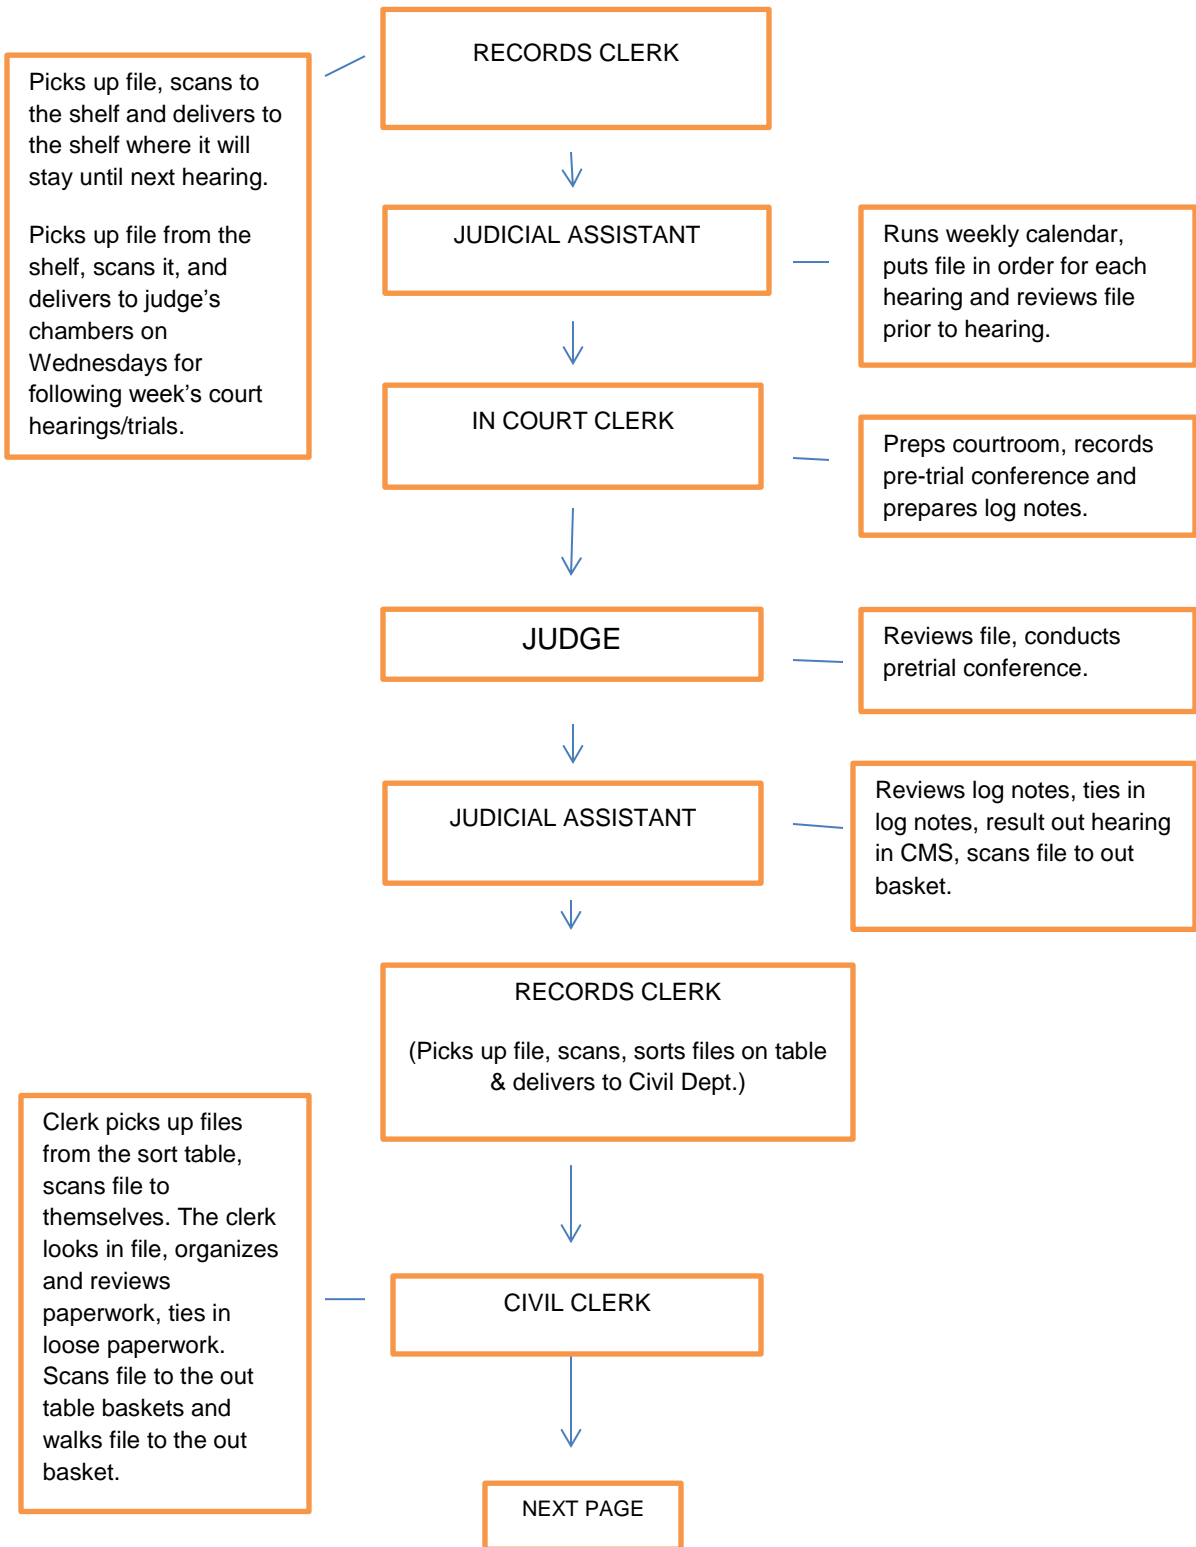 RECORDS CLERK
Picks up file, scans to
the shelf and delivers to
the shelf where it will
stay until next hearing.
Picks up file from the
shelf, scans it, and
delivers to judge’s
chambers on
Wednesdays for
following week’s court
hearings/trials.
JUDICIAL ASSISTANT
Runs weekly calendar,
puts file in order for each
hearing and reviews file
prior to hearing.
IN COURT CLERK
Preps courtroom, records
pre-trial conference and
prepares log notes.
JUDGE
Reviews file, conducts
pretrial conference.
JUDICIAL ASSISTANT
Reviews log notes, ties in
log notes, result out hearing
in CMS, scans file to out
basket.
RECORDS CLERK
(Picks up file, scans, sorts files on table
& delivers to Civil Dept.)
Clerk picks up files
from the sort table,
scans file to
themselves. The clerk
looks in file, organizes
and reviews
paperwork, ties in
loose paperwork.
Scans file to the out
table baskets and
walks file to the out
basket.
CIVIL CLERK
NEXT PAGE